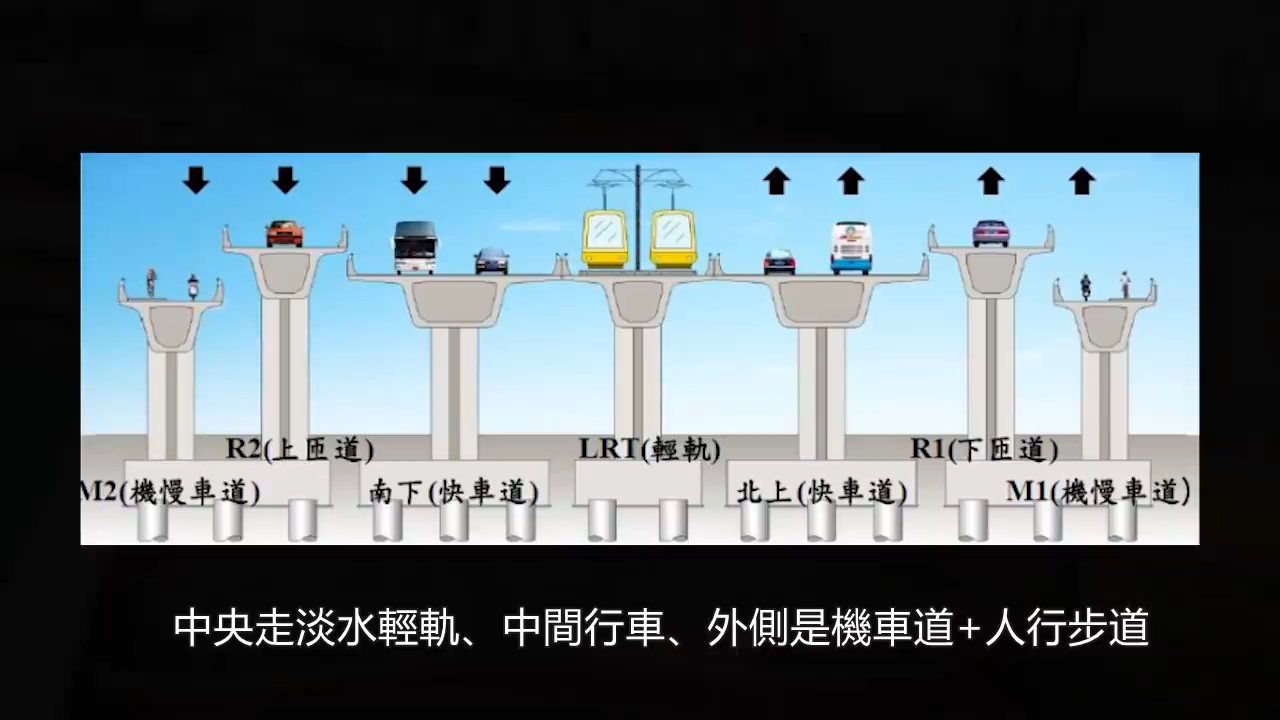 R2(上匝道) LRT(輕軌) R1(下匝道)
M2(機慢車道) 南下(快車道) 北上(快車道) M1(機慢車道)
中央走淡水輕軌、中間行車、外側是機車道+人行步道